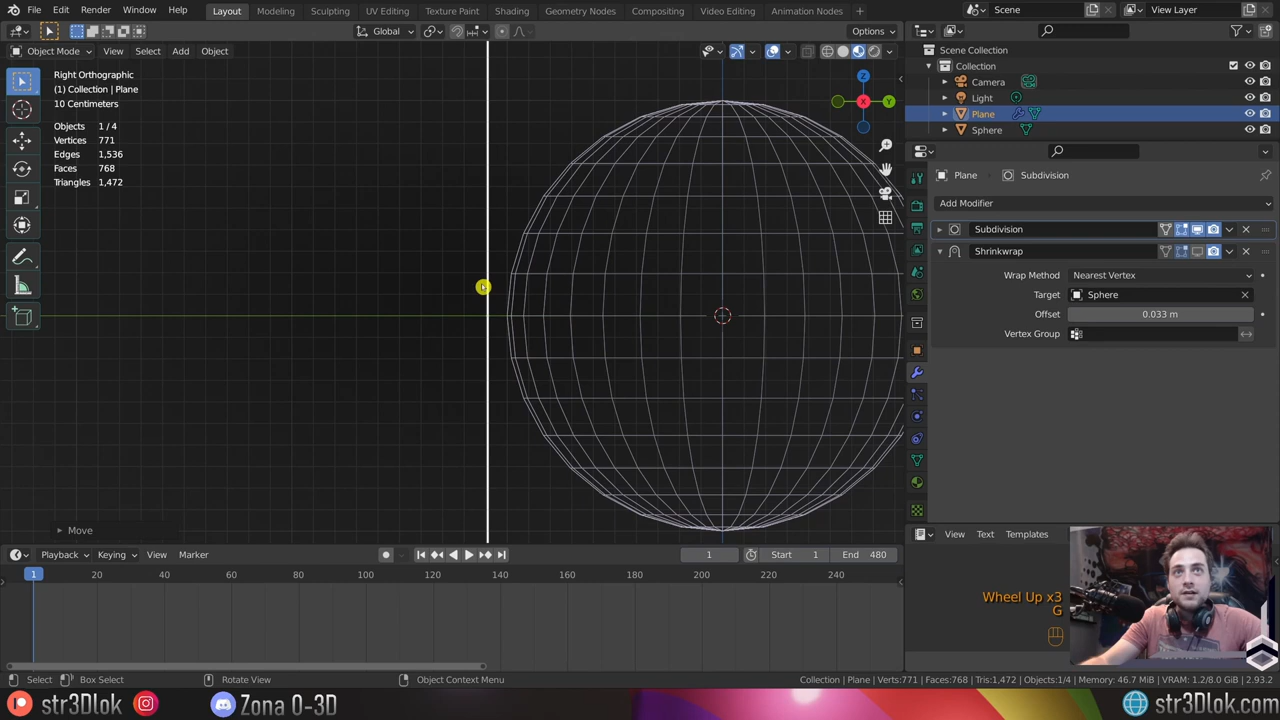 File Edit Render Window Help Layout Modeling Sculpting UV Editing Texture Paint Shading Geometry Nodes Compositing Video Editing Animation Nodes + Scene View Layer
Global Options
Object Mode View Select Add Object
Right Orthographic
(1) Collection | Plane
10 Centimeters
Objects 1 / 4
Vertices 771
Edges 1,536
Faces 768
Triangles 1,472
Z
Y
X
Move
Scene Collection
Collection
Camera
Light
Plane
Sphere
Plane Subdivision
Add Modifier
Subdivision
Shrinkwrap
Wrap Method Nearest Vertex
Target Sphere
Offset 0.033 m
Vertex Group
View Text Templates
Wheel Up x3
G
Playback Keying View Marker 1 Start 1 End 480
1 20 40 60 80 100 120 140 160 180 200 220 240
Select Box Select Rotate View Object Context Menu Collection | Plane | Verts:771 | Faces:768 | Tris:1,472 | Objects:1/4 | Memory: 46.7 MiB | VRAM: 1.2/8.0 GiB | 2.93.2
str3Dlok Zona 0-3D str3Dlok.com